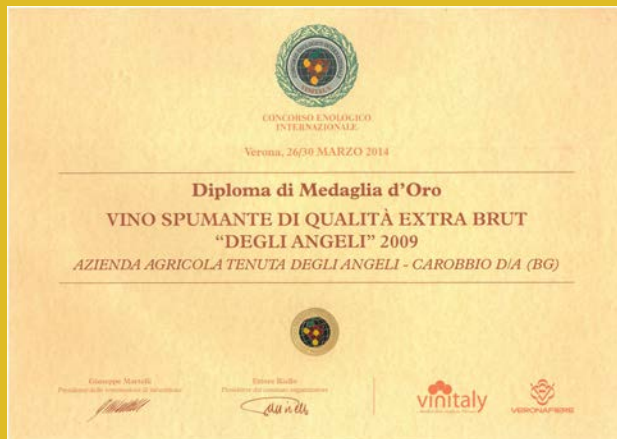 CONCORSO ENOLOGICO
INTERNAZIONALE
Verona, 26/30 MARZO 2014
Diploma di Medaglia d'Oro
VINO SPUMANTE DI QUALITÀ EXTRA BRUT
“DEGLI ANGELI” 2009
AZIENDA AGRICOLA TENUTA DEGLI ANGELI - CAROBBIO D/A (BG)
Giuseppe Martelli
Ettore Riello
vinitaly
VERONAFIERE